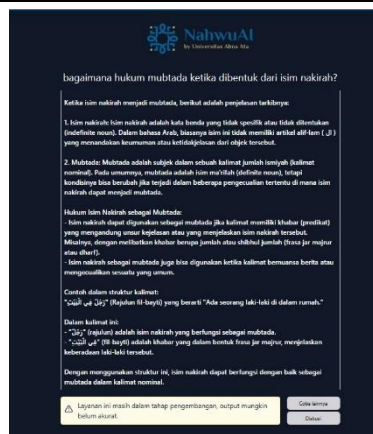 NahwuAI
by Universitas Alma Ata
bagaimana hukum mubtada ketika dibentuk dari isim nakirah?
Ketika isim nakirah menjadi mubtada, berikut adalah penjelasan tarkibnya:
1. Isim nakirah: Isim nakirah adalah kata benda yang tidak spesifik atau tidak ditentukan
(indefinite noun). Dalam bahasa Arab, biasanya isim ini tidak memiliki artikel alif-lam ( ال )
yang menandakan keumuman atau ketidakjelasan dari objek tersebut.
2. Mubtada: Mubtada adalah subjek dalam sebuah kalimat jumlah ismiyah (kalimat
nominal). Pada umumnya, mubtada adalah isim ma'rifah (definite noun), tetapi
kondisinya bisa berubah jika terjadi dalam beberapa pengecualian tertentu di mana isim
nakirah dapat menjadi mubtada.
Hukum Isim Nakirah sebagai Mubtada:
- Isim nakirah dapat digunakan sebagai mubtada jika kalimat memiliki khabar (predikat)
yang mengandung unsur kejelasan atau yang menjelaskan isim nakirah tersebut.
Misalnya, dengan melibatkan khabar berupa jumlah atau shibhul jumlah (frasa jar majrur
atau dharf).
- Isim nakirah sebagai mubtada juga bisa digunakan ketika kalimat bernuansa berita atau
mengecualikan sesuatu yang umum.
Contoh dalam struktur kalimat:
"رَجُلٌ فِي الْبَيْتِ" (Rajulun fil-bayti) yang berarti "Ada seorang laki-laki di dalam rumah."
Dalam kalimat ini:
- "رَجُلٌ" (rajulun) adalah isim nakirah yang berfungsi sebagai mubtada.
- "فِي الْبَيْتِ" (fil-bayti) adalah khabar yang dalam bentuk frasa jar majrur, menjelaskan
keberadaan laki-laki tersebut.
Dengan menggunakan struktur ini, isim nakirah dapat berfungsi dengan baik sebagai
mubtada dalam kalimat nominal.
Layanan ini masih dalam tahap pengembangan, output mungkin
belum akurat.
Coba lainnya
Diskusi